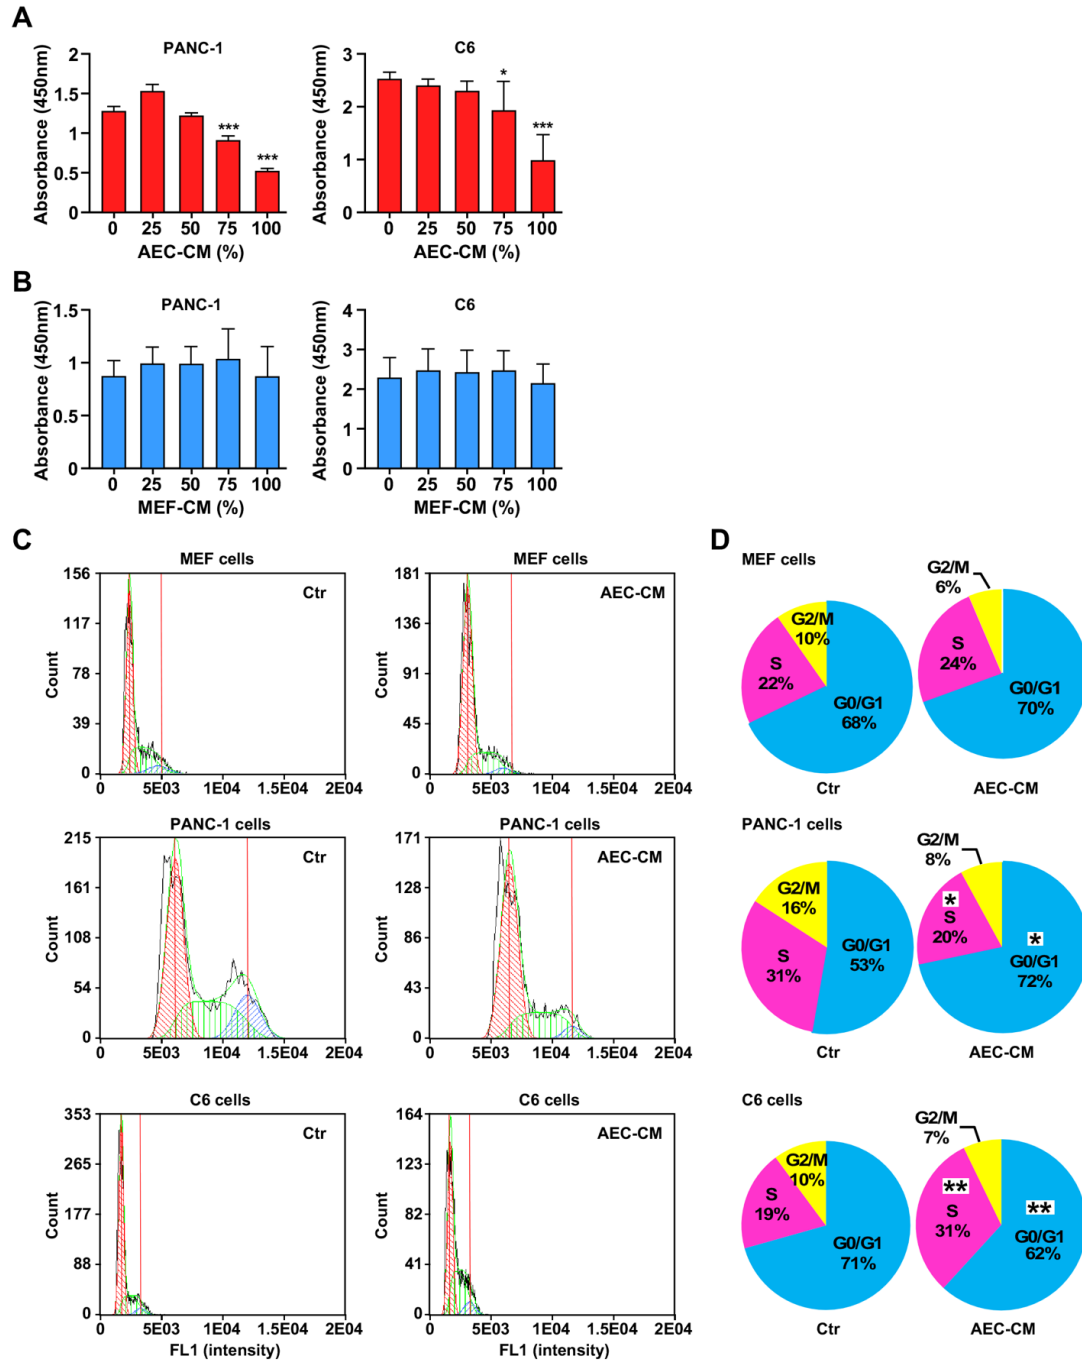 A
PANC-1
C6
Absorbance (450nm)
2
1.5
1
0.5
0
***
***
0 25 50 75 100
AEC-CM (%)
Absorbance (450nm)
3
2
1
0
*
***
0 25 50 75 100
AEC-CM (%)
B
PANC-1
C6
Absorbance (450nm)
1.5
1
0.5
0
0 25 50 75 100
MEF-CM (%)
Absorbance (450nm)
4
3
2
1
0
0 25 50 75 100
MEF-CM (%)
C
MEF cells
Ctr
Count
156
117
78
39
0
0 5E03 1E04 1.5E04 2E04
MEF cells
AEC-CM
Count
181
136
91
45
0
0 5E03 1E04 1.5E04 2E04
PANC-1 cells
Ctr
Count
215
161
108
54
0
0 5E03 1E04 1.5E04 2E04
PANC-1 cells
AEC-CM
Count
171
128
86
43
0
0 5E03 1E04 1.5E04 2E04
C6 cells
Ctr
Count
353
265
177
88
0
0 5E03 1E04 1.5E04 2E04
FL1 (intensity)
C6 cells
AEC-CM
Count
164
123
82
41
0
0 5E03 1E04 1.5E04 2E04
FL1 (intensity)
D
MEF cells
G2/M
10%
S
22%
G0/G1
68%
Ctr
G2/M
6%
S
24%
G0/G1
70%
AEC-CM
PANC-1 cells
G2/M
16%
S
31%
G0/G1
53%
Ctr
G2/M
8%
*
S
20%
*
G0/G1
72%
AEC-CM
C6 cells
G2/M
10%
S
19%
G0/G1
71%
Ctr
G2/M
7%
**
S
31%
**
G0/G1
62%
AEC-CM